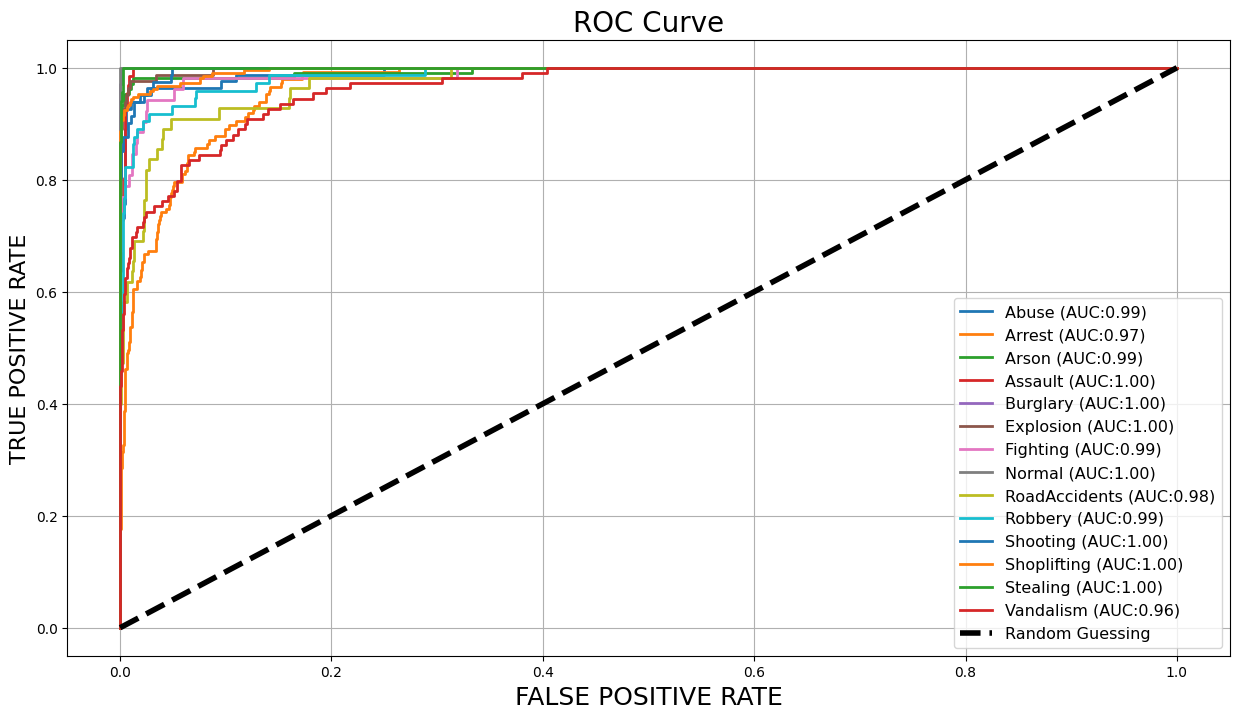 ROC Curve
TRUE POSITIVE RATE
1.0
0.8
0.6
0.4
0.2
0.0
Abuse (AUC:0.99)
Arrest (AUC:0.97)
Arson (AUC:0.99)
Assault (AUC:1.00)
Burglary (AUC:1.00)
Explosion (AUC:1.00)
Fighting (AUC:0.99)
Normal (AUC:1.00)
RoadAccidents (AUC:0.98)
Robbery (AUC:0.99)
Shooting (AUC:1.00)
Shoplifting (AUC:1.00)
Stealing (AUC:1.00)
Vandalism (AUC:0.96)
Random Guessing
0.0 0.2 0.4 0.6 0.8 1.0
FALSE POSITIVE RATE